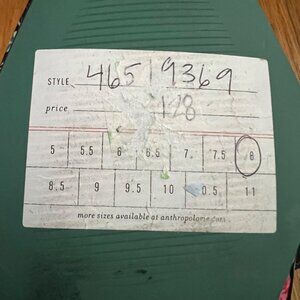 STYLE 465 9369
price 128
5 5.5 6 6.5 7 7.5 8
8.5 9 9.5 10 0.5 11
more sizes available at anthropologie.com